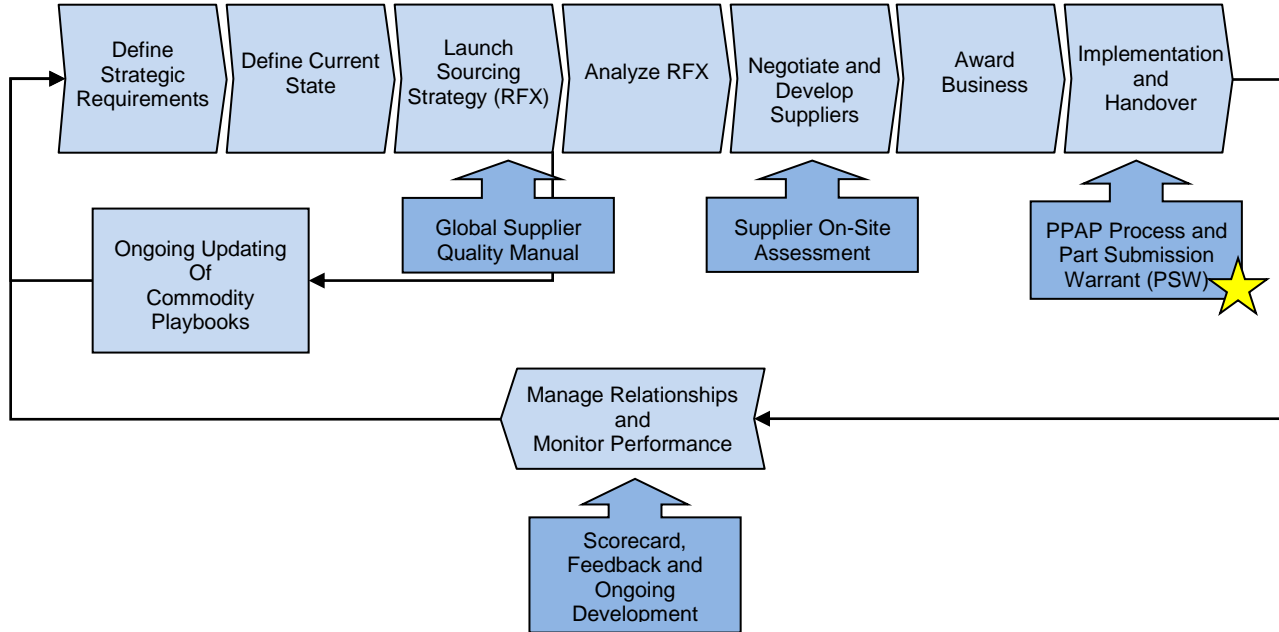 Define
Strategic
Requirements
Define Current
State
Launch
Sourcing
Strategy (RFX)
Analyze RFX
Negotiate and
Develop
Suppliers
Award
Business
Implementation
and
Handover
Global Supplier
Quality Manual
Supplier On-Site
Assessment
PPAP Process and
Part Submission
Warrant (PSW)
Ongoing Updating
Of
Commodity
Playbooks
Manage Relationships
and
Monitor Performance
Scorecard,
Feedback and
Ongoing
Development